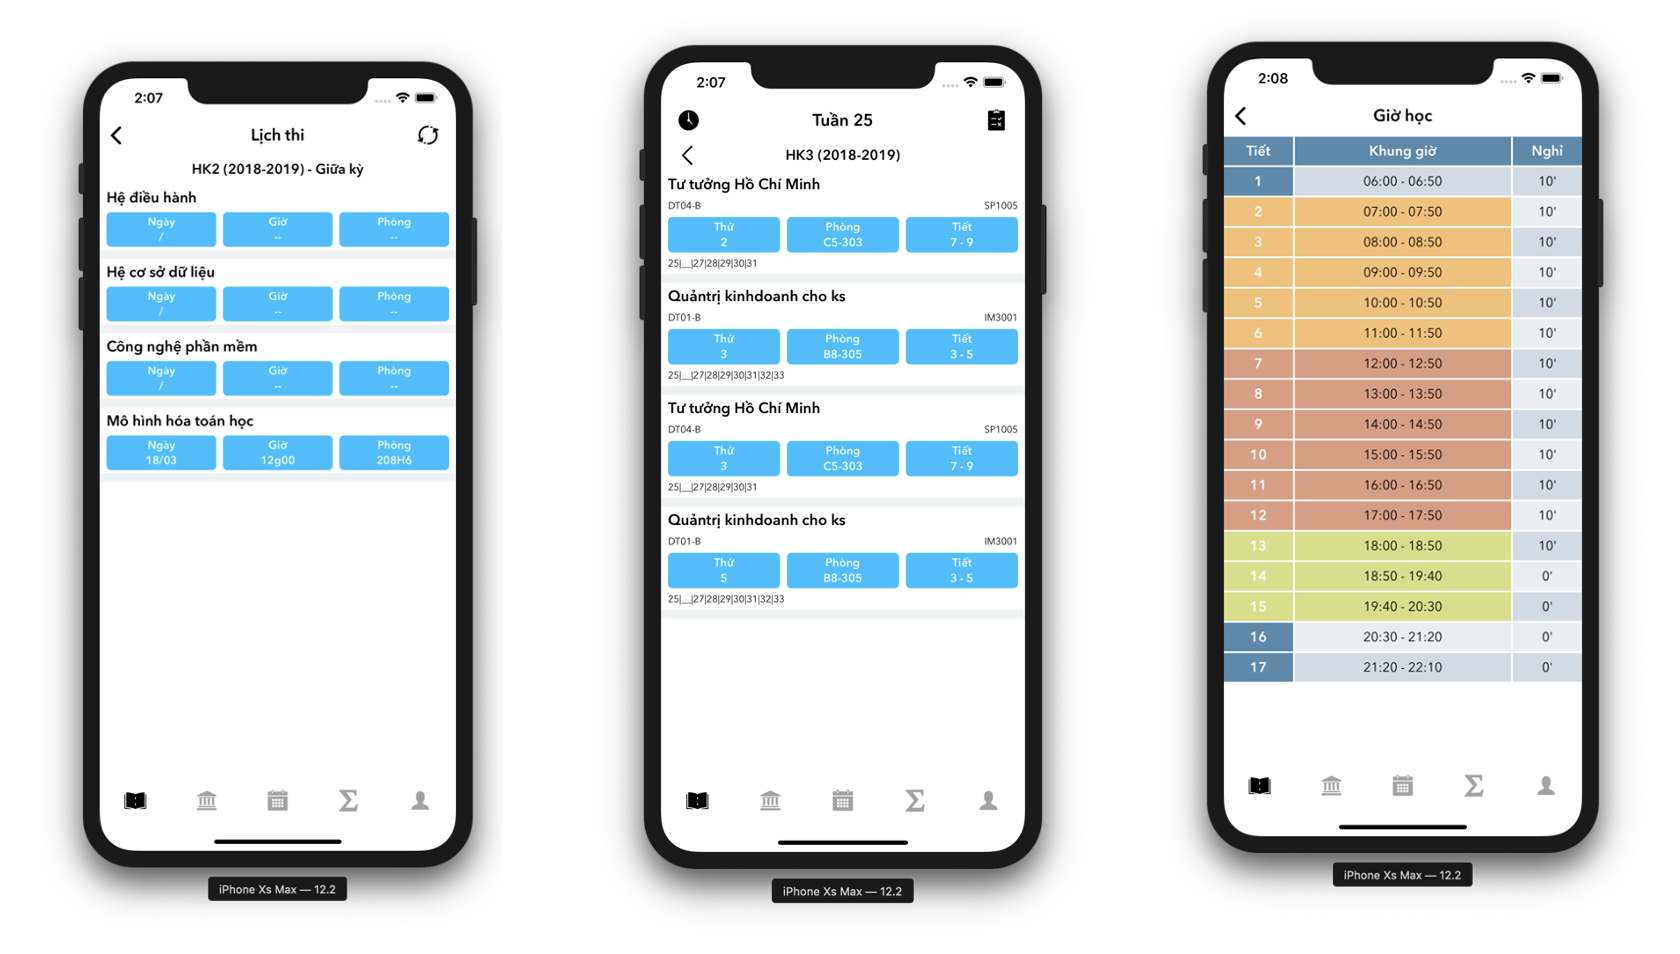 2:07
Lịch thi
HK2 (2018-2019) - Giữa kỳ
Hệ điều hành
Ngày Giờ Phòng
/ -- --
Hệ cơ sở dữ liệu
Ngày Giờ Phòng
/ -- --
Công nghệ phần mềm
Ngày Giờ Phòng
/ -- --
Mô hình hóa toán học
Ngày Giờ Phòng
18/03 12g00 208H6
iPhone Xs Max — 12.2
2:07
Tuần 25
HK3 (2018-2019)
Tư tưởng Hồ Chí Minh
DT04-B SP1005
Thứ Phòng Tiết
2 C5-303 7 - 9
25|__|27|28|29|30|31
Quảntrị kinhdoanh cho ks
DT01-B IM3001
Thứ Phòng Tiết
3 B8-305 3 - 5
25|__|27|28|29|30|31|32|33
Tư tưởng Hồ Chí Minh
DT04-B SP1005
Thứ Phòng Tiết
3 C5-303 7 - 9
25|__|27|28|29|30|31
Quảntrị kinhdoanh cho ks
DT01-B IM3001
Thứ Phòng Tiết
5 B8-305 3 - 5
25|__|27|28|29|30|31|32|33
iPhone Xs Max — 12.2
2:08
Giờ học
Tiết Khung giờ Nghỉ
1 06:00 - 06:50 10'
2 07:00 - 07:50 10'
3 08:00 - 08:50 10'
4 09:00 - 09:50 10'
5 10:00 - 10:50 10'
6 11:00 - 11:50 10'
7 12:00 - 12:50 10'
8 13:00 - 13:50 10'
9 14:00 - 14:50 10'
10 15:00 - 15:50 10'
11 16:00 - 16:50 10'
12 17:00 - 17:50 10'
13 18:00 - 18:50 10'
14 18:50 - 19:40 0'
15 19:40 - 20:30 0'
16 20:30 - 21:20 0'
17 21:20 - 22:10 0'
iPhone Xs Max — 12.2